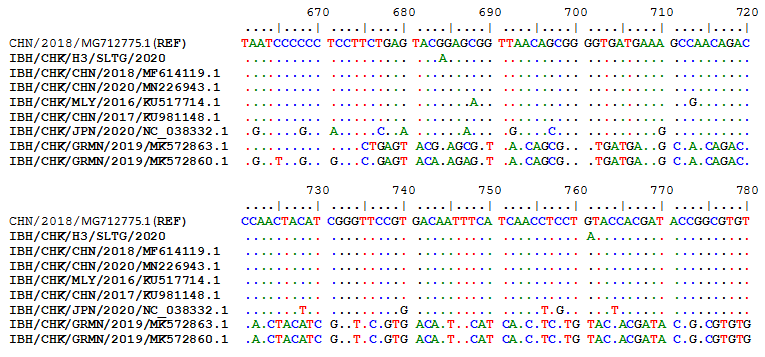 670 680 690 700 710 720
CHN/2018/MG712775.1(REF) TAATCCCCCC TCCTTCTGAG TACGGAGCGG TTAACAGCGG GGTGATGAAA GCCAACAGAC
IBH/CHK/H3/SLTG/2020 .......... .......... ...A...... .......... .......... ..........
IBH/CHK/CHN/2018/MF614119.1 .......... .......... .......... .......... .......... ..........
IBH/CHK/CHN/2020/MN226943.1 .......... .......... .......... .......... .......... ..........
IBH/CHK/MLY/2016/KU517714.1 .......... .......... .......A.. .......... .......... ..G.......
IBH/CHK/CHN/2017/KU981148.1 .......... .......... .......... .......... .......... ..........
IBH/CHK/JPN/2020/NC_038332.1 .G.....G.. A.....C..A ......A... .G....C... .........G ..........
IBH/CHK/GRMN/2019/MK572863.1 .......... ....CTGAGT ACG.AGCG.T .A.CAGCG.. .TGATGA..G C.A.CAGAC.
IBH/CHK/GRMN/2019/MK572860.1 .G..T..G.. G...C.GAGT ACA.AGAG.T .A.CAGCG.. .TGATGA..G C.A.CAGAC.
730 740 750 760 770 780
CHN/2018/MG712775.1(REF) CCAACTACAT CGGGTTCCGT GACAATTTCA TCAACCTCCT GTACCACGAT ACCGGCGTGT
IBH/CHK/H3/SLTG/2020 .......... .......... .......... .......... A......... ..........
IBH/CHK/CHN/2018/MF614119.1 .......... .......... .......... .......... .......... ..........
IBH/CHK/CHN/2020/MN226943.1 .......... .......... .......... .......... .......... ..........
IBH/CHK/MLY/2016/KU517714.1 .......... .......... .......... .......... .......... ..........
IBH/CHK/CHN/2017/KU981148.1 .......... .......... .......... .......... .......... ..........
IBH/CHK/JPN/2020/NC_038332.1 .......T.. .........G .......... .....T.G.. ...T...... ..........
IBH/CHK/GRMN/2019/MK572863.1 .A.CTACATC G..T.C.GTG ACA.T..CAT CA.C.TC.TG TAC.ACGATA C.G.CGTGTG
IBH/CHK/GRMN/2019/MK572860.1 .A.CTACATC G..T.C.GTG ACA.T..CAT CA.C.TC.TG TAC.ACGATA C.G.CGTGTG